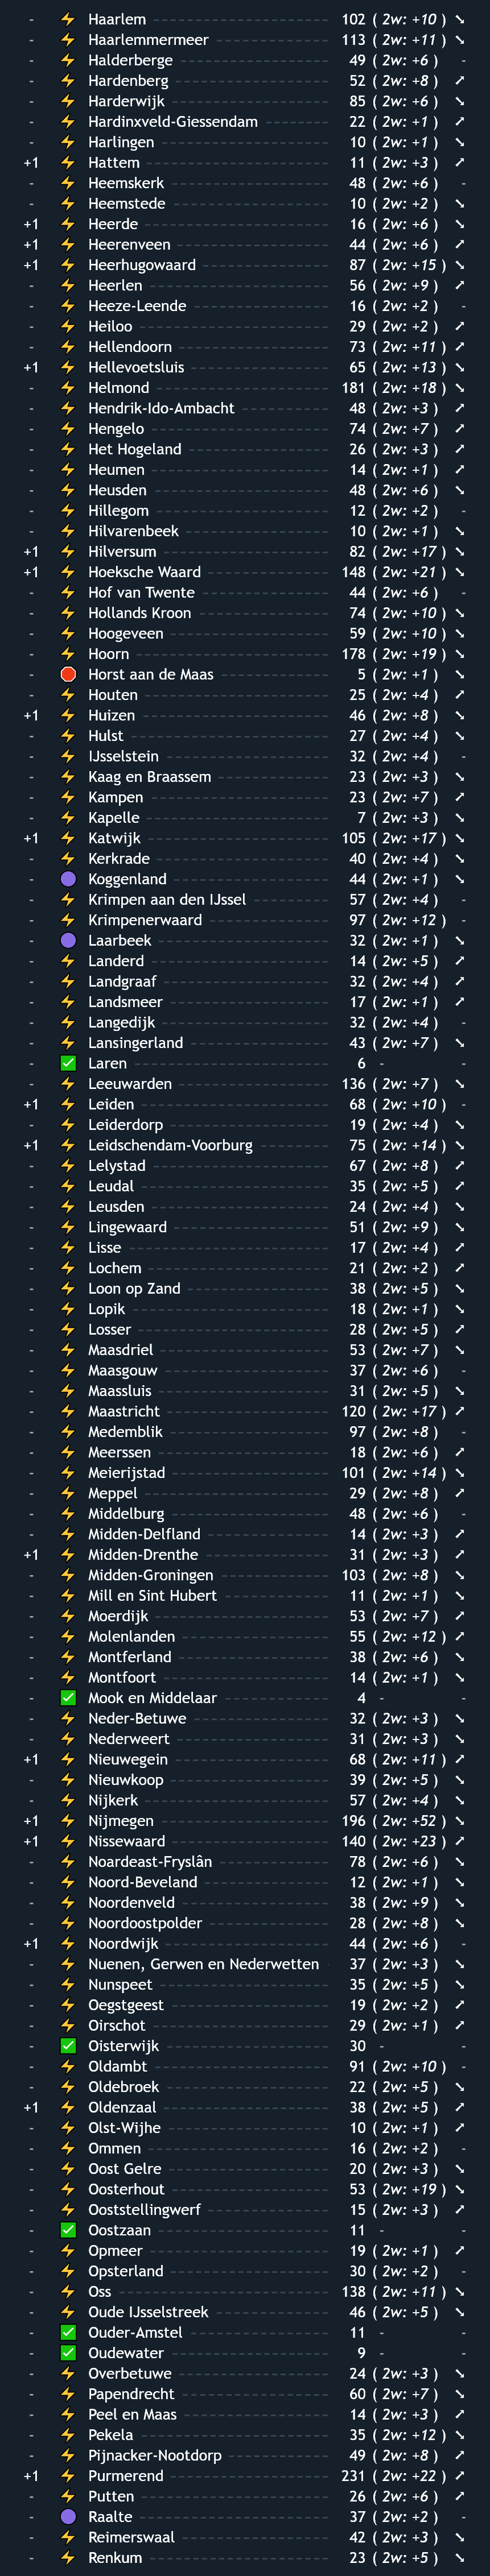 - ⚡ Haarlem 102 ( 2w: +10 ) ↘
- ⚡ Haarlemmermeer 113 ( 2w: +11 ) ↘
- ⚡ Halderberge 49 ( 2w: +6 ) -
- ⚡ Hardenberg 52 ( 2w: +8 ) ↗
- ⚡ Harderwijk 85 ( 2w: +6 ) ↘
- ⚡ Hardinxveld-Giessendam 22 ( 2w: +1 ) ↗
- ⚡ Harlingen 10 ( 2w: +1 ) ↘
+1 ⚡ Hattem 11 ( 2w: +3 ) ↗
- ⚡ Heemskerk 48 ( 2w: +6 ) -
- ⚡ Heemstede 10 ( 2w: +2 ) ↘
+1 ⚡ Heerde 16 ( 2w: +6 ) ↘
+1 ⚡ Heerenveen 44 ( 2w: +6 ) ↗
+1 ⚡ Heerhugowaard 87 ( 2w: +15 ) ↘
- ⚡ Heerlen 56 ( 2w: +9 ) ↗
- ⚡ Heeze-Leende 16 ( 2w: +2 ) -
- ⚡ Heiloo 29 ( 2w: +2 ) ↗
- ⚡ Hellendoorn 73 ( 2w: +11 ) ↗
+1 ⚡ Hellevoetsluis 65 ( 2w: +13 ) ↘
- ⚡ Helmond 181 ( 2w: +18 ) ↘
- ⚡ Hendrik-Ido-Ambacht 48 ( 2w: +3 ) ↗
- ⚡ Hengelo 74 ( 2w: +7 ) ↗
- ⚡ Het Hogeland 26 ( 2w: +3 ) ↗
- ⚡ Heumen 14 ( 2w: +1 ) ↗
- ⚡ Heusden 48 ( 2w: +6 ) ↘
- ⚡ Hillegom 12 ( 2w: +2 ) -
- ⚡ Hilvarenbeek 10 ( 2w: +1 ) ↘
+1 ⚡ Hilversum 82 ( 2w: +17 ) ↘
+1 ⚡ Hoeksche Waard 148 ( 2w: +21 ) ↘
- ⚡ Hof van Twente 44 ( 2w: +6 ) -
- ⚡ Hollands Kroon 74 ( 2w: +10 ) ↘
- ⚡ Hoogeveen 59 ( 2w: +10 ) ↘
- ⚡ Hoorn 178 ( 2w: +19 ) ↘
- 🛑 Horst aan de Maas 5 ( 2w: +1 ) ↘
- ⚡ Houten 25 ( 2w: +4 ) ↗
+1 ⚡ Huizen 46 ( 2w: +8 ) ↘
- ⚡ Hulst 27 ( 2w: +4 ) ↘
- ⚡ IJsselstein 32 ( 2w: +4 ) -
- ⚡ Kaag en Braassem 23 ( 2w: +3 ) ↘
- ⚡ Kampen 23 ( 2w: +7 ) ↗
- ⚡ Kapelle 7 ( 2w: +3 ) ↘
+1 ⚡ Katwijk 105 ( 2w: +17 ) ↘
- ⚡ Kerkrade 40 ( 2w: +4 ) ↘
- 🟣 Koggenland 44 ( 2w: +1 ) ↘
- ⚡ Krimpen aan den IJssel 57 ( 2w: +4 ) -
- ⚡ Krimpenerwaard 97 ( 2w: +12 ) -
- 🟣 Laarbeek 32 ( 2w: +1 ) ↘
- ⚡ Landerd 14 ( 2w: +5 ) ↗
- ⚡ Landgraaf 32 ( 2w: +4 ) ↗
- ⚡ Landsmeer 17 ( 2w: +1 ) ↗
- ⚡ Langedijk 32 ( 2w: +4 ) -
- ⚡ Lansingerland 43 ( 2w: +7 ) ↘
- ✅ Laren 6 - -
- ⚡ Leeuwarden 136 ( 2w: +7 ) ↘
+1 ⚡ Leiden 68 ( 2w: +10 ) -
- ⚡ Leiderdorp 19 ( 2w: +4 ) ↘
+1 ⚡ Leidschendam-Voorburg 75 ( 2w: +14 ) ↘
- ⚡ Lelystad 67 ( 2w: +8 ) ↗
- ⚡ Leudal 35 ( 2w: +5 ) ↗
- ⚡ Leusden 24 ( 2w: +4 ) ↘
- ⚡ Lingewaard 51 ( 2w: +9 ) ↘
- ⚡ Lisse 17 ( 2w: +4 ) ↗
- ⚡ Lochem 21 ( 2w: +2 ) ↗
- ⚡ Loon op Zand 38 ( 2w: +5 ) ↘
- ⚡ Lopik 18 ( 2w: +1 ) ↘
- ⚡ Losser 28 ( 2w: +5 ) ↗
- ⚡ Maasdriel 53 ( 2w: +7 ) ↘
- ⚡ Maasgouw 37 ( 2w: +6 ) -
- ⚡ Maassluis 31 ( 2w: +5 ) ↘
- ⚡ Maastricht 120 ( 2w: +17 ) ↗
- ⚡ Medemblik 97 ( 2w: +8 ) -
- ⚡ Meerssen 18 ( 2w: +6 ) ↗
- ⚡ Meierijstad 101 ( 2w: +14 ) ↘
- ⚡ Meppel 29 ( 2w: +8 ) ↗
- ⚡ Middelburg 48 ( 2w: +6 ) -
- ⚡ Midden-Delfland 14 ( 2w: +3 ) ↗
+1 ⚡ Midden-Drenthe 31 ( 2w: +3 ) ↗
- ⚡ Midden-Groningen 103 ( 2w: +8 ) ↘
- ⚡ Mill en Sint Hubert 11 ( 2w: +1 ) ↘
- ⚡ Moerdijk 53 ( 2w: +7 ) ↗
- ⚡ Molenlanden 55 ( 2w: +12 ) ↗
- ⚡ Montferland 38 ( 2w: +6 ) ↘
- ⚡ Montfoort 14 ( 2w: +1 ) ↘
- ✅ Mook en Middelaar 4 - -
- ⚡ Neder-Betuwe 32 ( 2w: +3 ) ↘
- ⚡ Nederweert 31 ( 2w: +3 ) ↘
+1 ⚡ Nieuwegein 68 ( 2w: +11 ) ↗
- ⚡ Nieuwkoop 39 ( 2w: +5 ) ↘
- ⚡ Nijkerk 57 ( 2w: +4 ) ↘
+1 ⚡ Nijmegen 196 ( 2w: +52 ) ↘
+1 ⚡ Nissewaard 140 ( 2w: +23 ) ↗
- ⚡ Noardeast-Fryslân 78 ( 2w: +6 ) ↘
- ⚡ Noord-Beveland 12 ( 2w: +1 ) ↘
- ⚡ Noordenveld 38 ( 2w: +9 ) ↘
- ⚡ Noordoostpolder 28 ( 2w: +8 ) ↘
+1 ⚡ Noordwijk 44 ( 2w: +6 ) -
- ⚡ Nuenen, Gerwen en Nederwetten 37 ( 2w: +3 ) ↘
- ⚡ Nunspeet 35 ( 2w: +5 ) ↘
- ⚡ Oegstgeest 19 ( 2w: +2 ) ↗
- ⚡ Oirschot 29 ( 2w: +1 ) ↗
- ✅ Oisterwijk 30 - -
- ⚡ Oldambt 91 ( 2w: +10 ) -
- ⚡ Oldebroek 22 ( 2w: +5 ) ↘
+1 ⚡ Oldenzaal 38 ( 2w: +5 ) ↗
- ⚡ Olst-Wijhe 10 ( 2w: +1 ) ↗
- ⚡ Ommen 16 ( 2w: +2 ) -
- ⚡ Oost Gelre 20 ( 2w: +3 ) ↘
- ⚡ Oosterhout 53 ( 2w: +19 ) ↘
- ⚡ Ooststellingwerf 15 ( 2w: +3 ) ↗
- ✅ Oostzaan 11 - -
- ⚡ Opmeer 19 ( 2w: +1 ) ↗
- ⚡ Opsterland 30 ( 2w: +2 ) -
- ⚡ Oss 138 ( 2w: +11 ) ↘
- ⚡ Oude IJsselstreek 46 ( 2w: +5 ) ↘
- ✅ Ouder-Amstel 11 - -
- ✅ Oudewater 9 - -
- ⚡ Overbetuwe 24 ( 2w: +3 ) ↘
- ⚡ Papendrecht 60 ( 2w: +7 ) ↘
- ⚡ Peel en Maas 14 ( 2w: +3 ) ↗
- ⚡ Pekela 35 ( 2w: +12 ) ↘
- ⚡ Pijnacker-Nootdorp 49 ( 2w: +8 ) ↗
+1 ⚡ Purmerend 231 ( 2w: +22 ) ↗
- ⚡ Putten 26 ( 2w: +6 ) ↗
- 🟣 Raalte 37 ( 2w: +2 ) -
- ⚡ Reimerswaal 42 ( 2w: +3 ) ↘
- ⚡ Renkum 23 ( 2w: +5 ) ↘